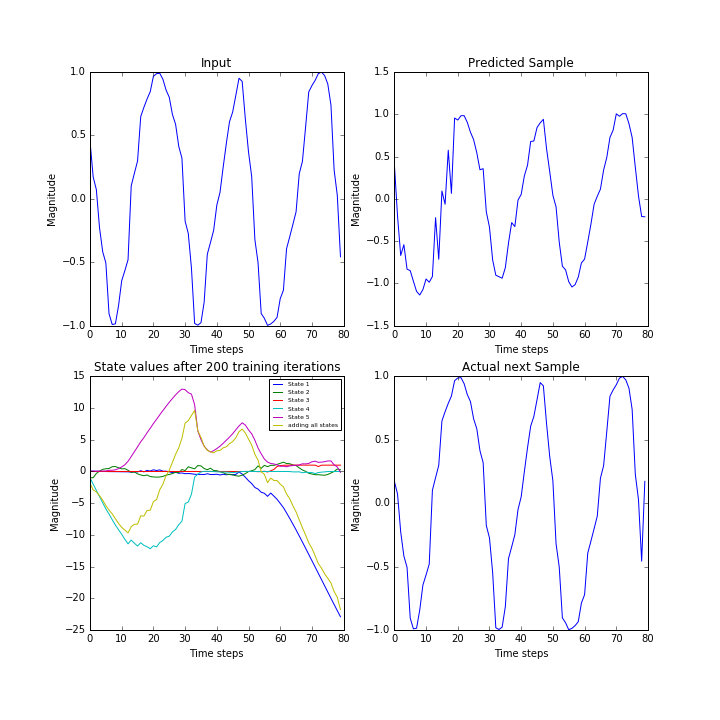 Input
1.0
0.5
0.0
−0.5
−1.0
Magnitude
0 10 20 30 40 50 60 70 80
Time steps
Predicted Sample
1.5
1.0
0.5
0.0
−0.5
−1.0
−1.5
Magnitude
0 10 20 30 40 50 60 70 80
Time steps
State values after 200 training iterations
15
10
5
0
−5
−10
−15
−20
−25
Magnitude
State 1
State 2
State 3
State 4
State 5
adding all states
0 10 20 30 40 50 60 70 80
Time steps
Actual next Sample
1.0
0.5
0.0
−0.5
−1.0
Magnitude
0 10 20 30 40 50 60 70 80
Time steps